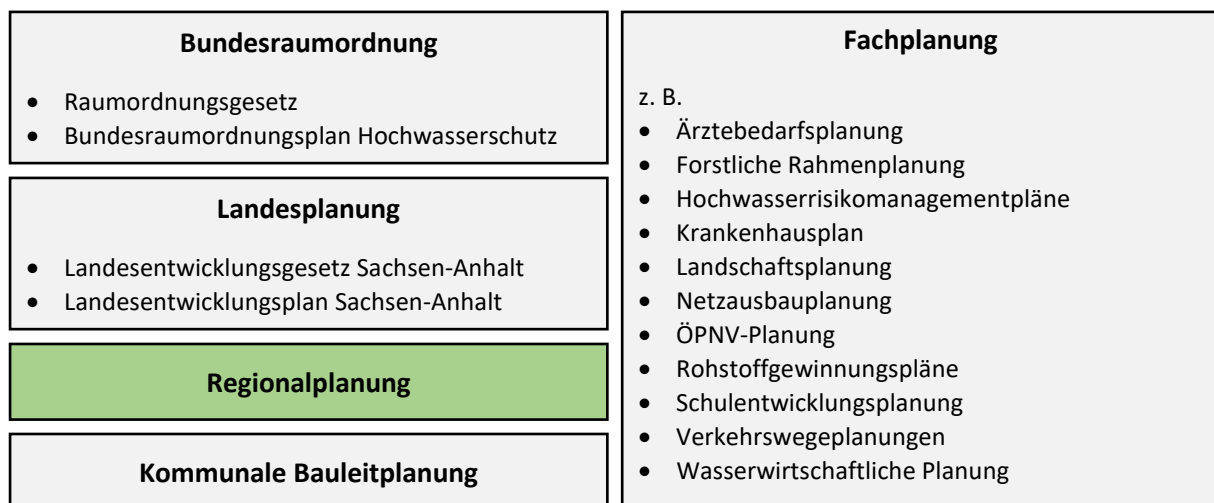 Bundesraumordnung
• Raumordnungsgesetz
• Bundesraumordnungsplan Hochwasserschutz
Landesplanung
• Landesentwicklungsgesetz Sachsen-Anhalt
• Landesentwicklungsplan Sachsen-Anhalt
Regionalplanung
Kommunale Bauleitplanung
Fachplanung
z. B.
• Ärztebedarfsplanung
• Forstliche Rahmenplanung
• Hochwasserrisikomanagementpläne
• Krankenhausplan
• Landschaftsplanung
• Netzausbauplanung
• ÖPNV-Planung
• Rohstoffgewinnungspläne
• Schulentwicklungsplanung
• Verkehrswegeplanungen
• Wasserwirtschaftliche Planung